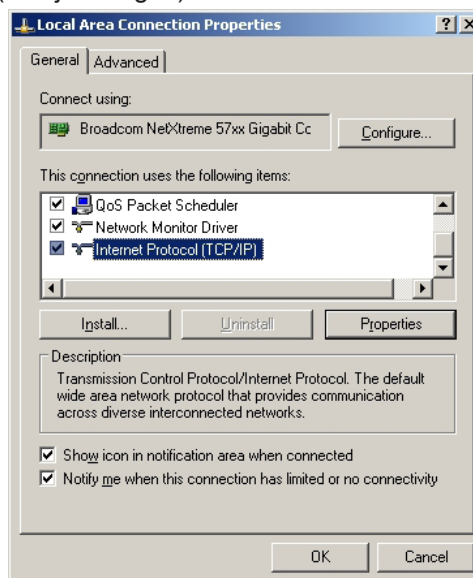 Local Area Connection Properties
General
Advanced
Connect using:
Broadcom NetXtreme 57xx Gigabit Cc
Configure...
This connection uses the following items:
QoS Packet Scheduler
Network Monitor Driver
Internet Protocol (TCP/IP)
Install...
Uninstall
Properties
Description
Transmission Control Protocol/Internet Protocol. The default
wide area network protocol that provides communication
across diverse interconnected networks.
Show icon in notification area when connected
Notify me when this connection has limited or no connectivity
OK
Cancel